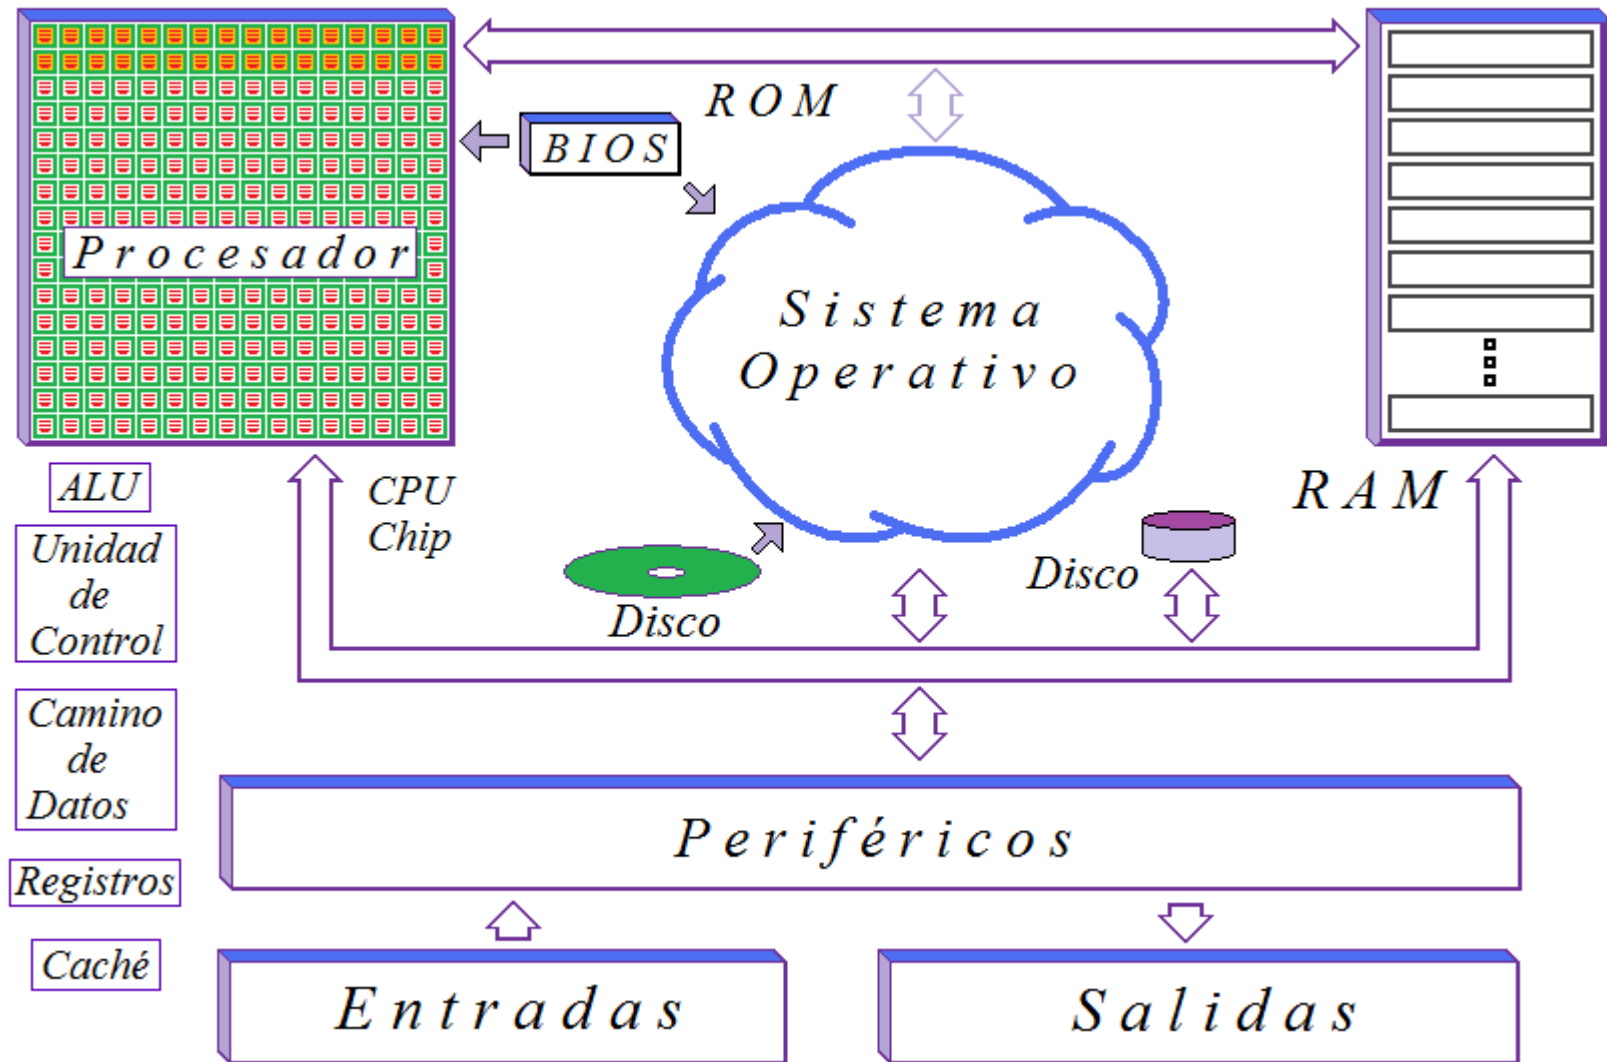 ROM
BIOS
Procesador
Sistema
Operativo
ALU
CPU
Chip
RAM
Unidad
de
Control
Disco
Disco
Camino
de
Datos
Periféricos
Registros
Caché
Entradas
Salidas